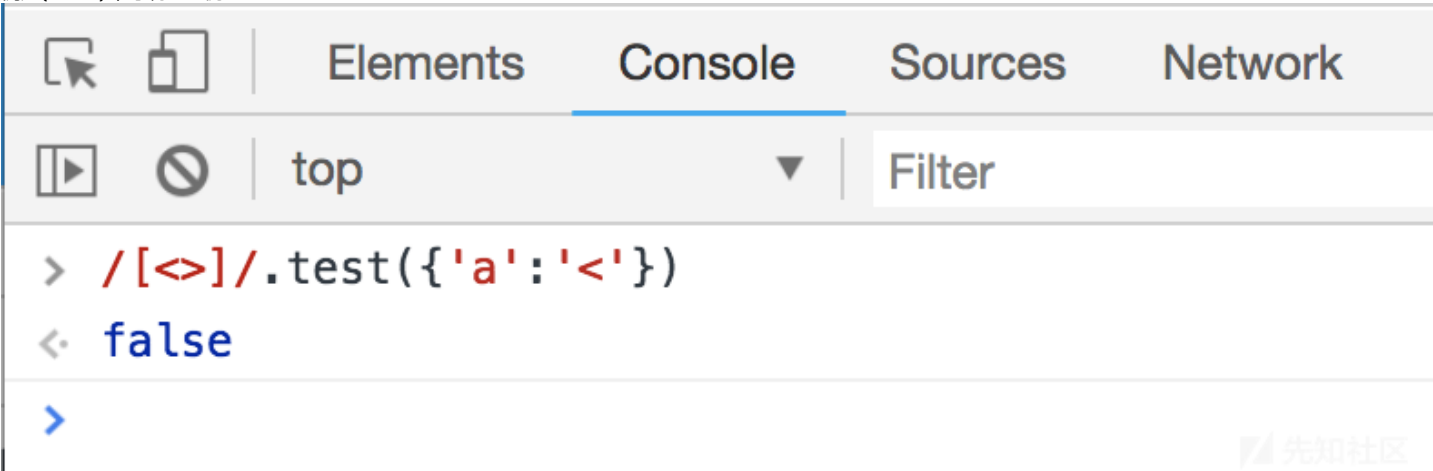 Elements Console Sources Network
top Filter
/[<>]/.test({'a':'<'})
false
先知社区